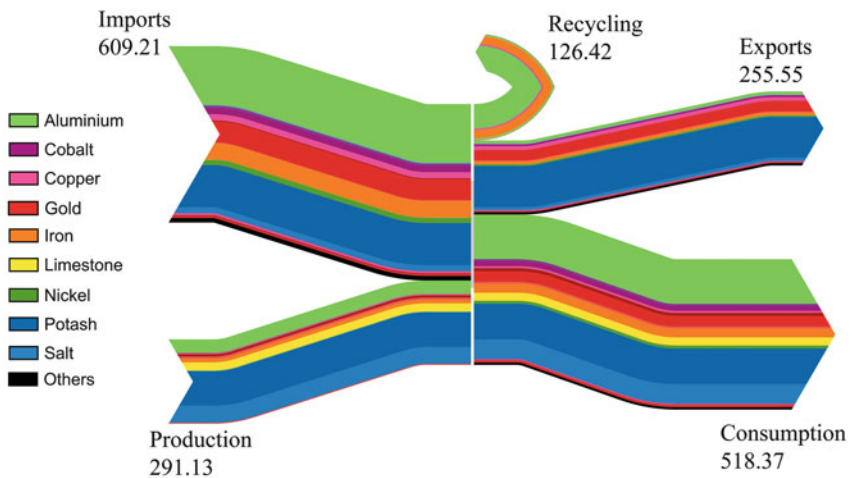 Imports
609.21
Recycling
126.42
Exports
255.55
Aluminium
Cobalt
Copper
Gold
Iron
Limestone
Nickel
Potash
Salt
Others
Production
291.13
Consumption
518.37